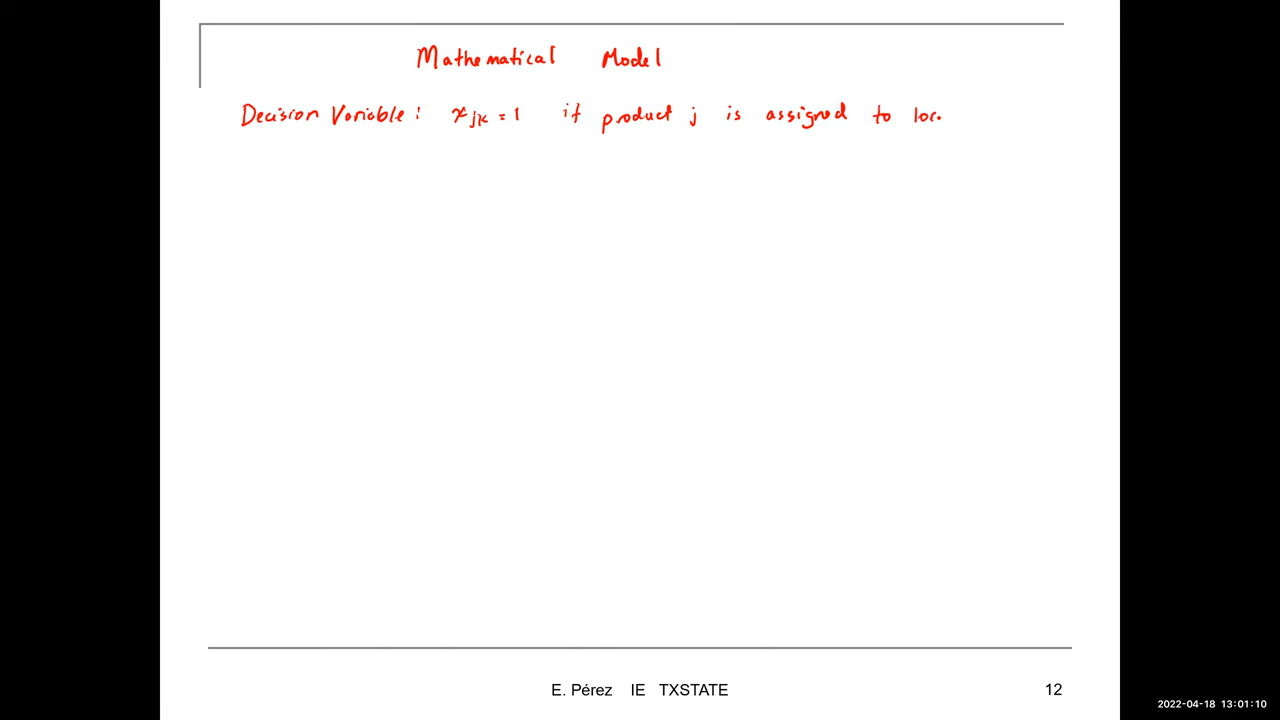 Mathematical Model
Decision Variable: x jk = 1 if product j is assigned to loc.
E. Pérez IE TXSTATE
12
2022-04-18 13:01:10